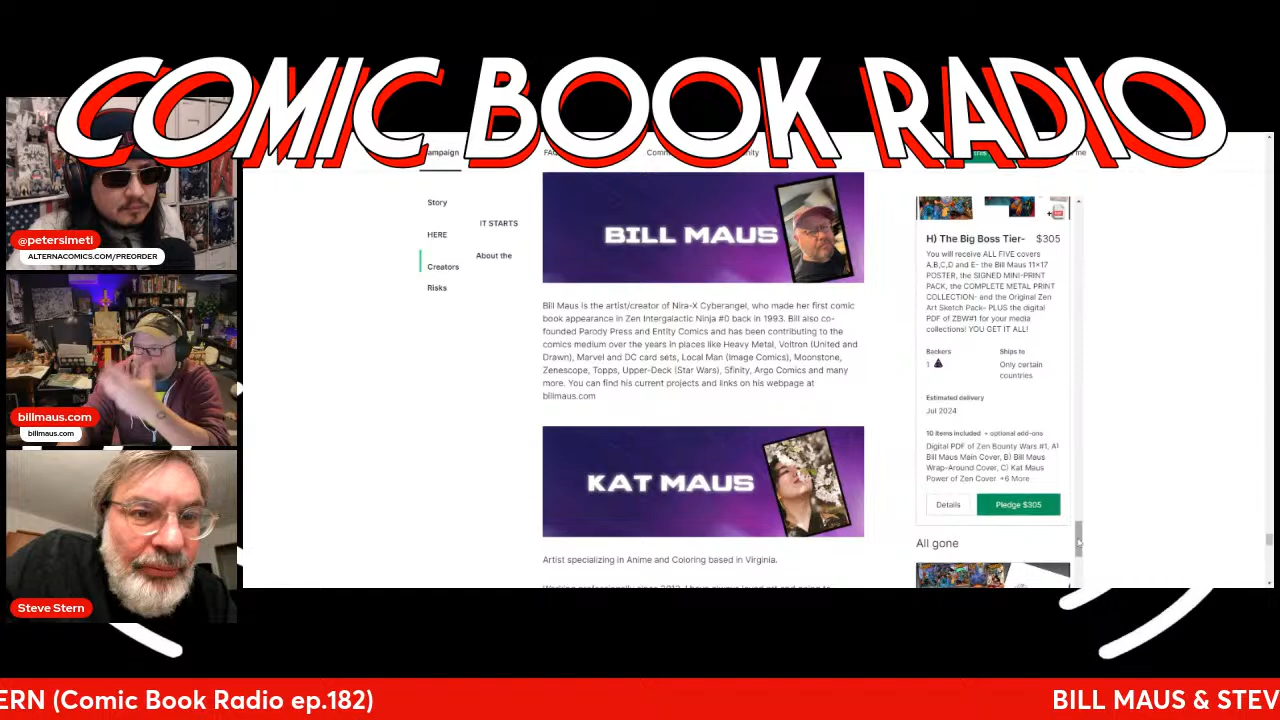 COMIC BOOK RADIO
@petersimeti
ALTERNACOMICS.COM/PREORDER
billmaus.com
billmaus.com
Steve Stern
Story
IT STARTS
HERE
About the
Creators
Risks
BILL MAUS
Bill Maus is the artist/creator of Nira-X Cyberangel, who made her first comic
book appearance in Zen Intergalactic Ninja #0 back in 1993. Bill also co-
founded Parody Press and Entity Comics and has been contributing to the
comics medium over the years in places like Heavy Metal, Voltron (United and
Drawn), Marvel and DC card sets, Local Man (Image Comics), Moonstone,
Zenescope, Topps, Upper-Deck (Star Wars), 5finity, Argo Comics and many
more. You can find his current projects and links on his webpage at
billmaus.com
KAT MAUS
Artist specializing in Anime and Coloring based in Virginia.
H) The Big Boss Tier- $305
You will receive ALL FIVE covers
A,B,C,D and E- the Bill Maus 11x17
POSTER, the SIGNED MINI-PRINT
PACK, the COMPLETE METAL PRINT
COLLECTION- and the Original Zen
Art Sketch Pack- PLUS the digital
PDF of ZBW#1 for your media
collections! YOU GET IT ALL!
Backers
Ships to
1
Only certain
countries
Estimated delivery
Jul 2024
10 items included + optional add-ons
Digital PDF of Zen Bounty Wars #1, A)
Bill Maus Main Cover, B) Bill Maus
Wrap-Around Cover, C) Kat Maus
Power of Zen Cover +6 More
Details
Pledge $305
All gone
ERN (Comic Book Radio ep.182)
BILL MAUS & STEV